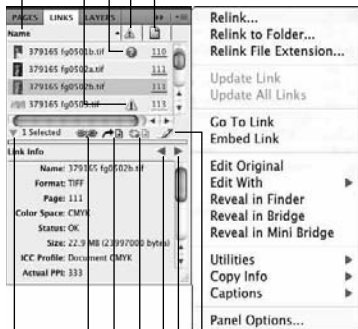 PAGES LINKS LAYERS
Name
379165 fg0501b.tif 110
379165 fg0502a.tif 111
379165 fg0502b.tif 111
379165 fg0503.tif 113
1 Selected
Link Info
Name: 379165 fg0502b.tif
Format: TIFF
Page: 111
Color Space: CMYK
Status: OK
Size: 22.9 MB (23997000 bytes)
ICC Profile: Document CMYK
Actual PPI: 333
Relink...
Relink to Folder...
Relink File Extension...
Update Link
Update All Links
Go To Link
Embed Link
Edit Original
Edit With
Reveal in Finder
Reveal in Bridge
Reveal in Mini Bridge
Utilities
Copy Info
Captions
Panel Options...